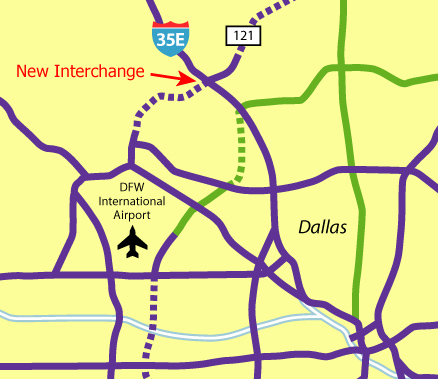 35E
121
New Interchange
DFW
International
Airport
Dallas